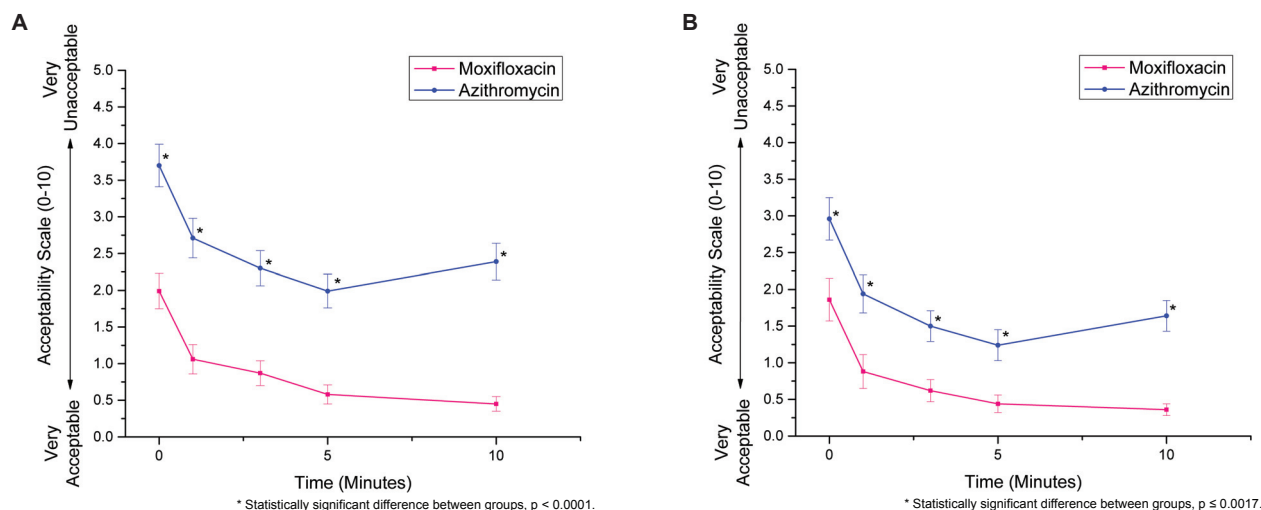 A
Very
Unacceptable
Acceptability Scale (0-10)
Very
Acceptable
5.0
4.5
4.0
3.5
3.0
2.5
2.0
1.5
1.0
0.5
0.0
Moxifloxacin
Azithromycin
*
*
*
*
*
0 5 10
Time (Minutes)
* Statistically significant difference between groups, p < 0.0001.
B
Very
Unacceptable
Acceptability Scale (0-10)
Very
Acceptable
5.0
4.5
4.0
3.5
3.0
2.5
2.0
1.5
1.0
0.5
0.0
Moxifloxacin
Azithromycin
*
*
*
*
*
0 5 10
Time (Minutes)
* Statistically significant difference between groups, p ≤ 0.0017.